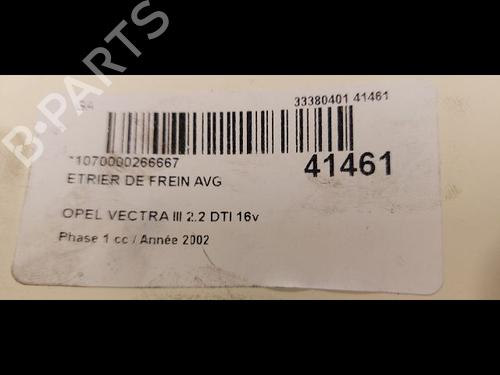 33380401 41461
*1070000266667
41461
ETRIER DE FREIN AVG
OPEL VECTRA III 2.2 DTI 16v
Phase 1 cc / Année 2002
B-PARTS